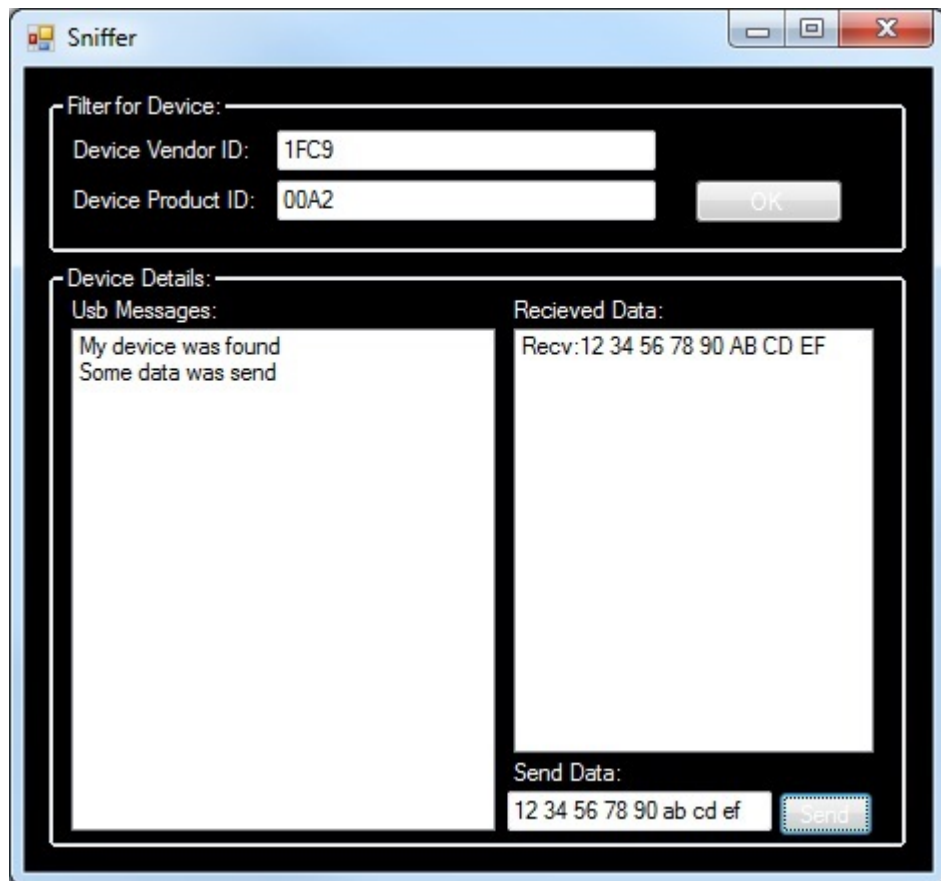 Sniffer
Filter for Device:
Device Vendor ID: 1FC9
Device Product ID: 00A2 OK
Device Details:
Usb Messages:
My device was found
Some data was send
Recieved Data:
Recv:12 34 56 78 90 AB CD EF
Send Data:
12 34 56 78 90 ab cd ef Send